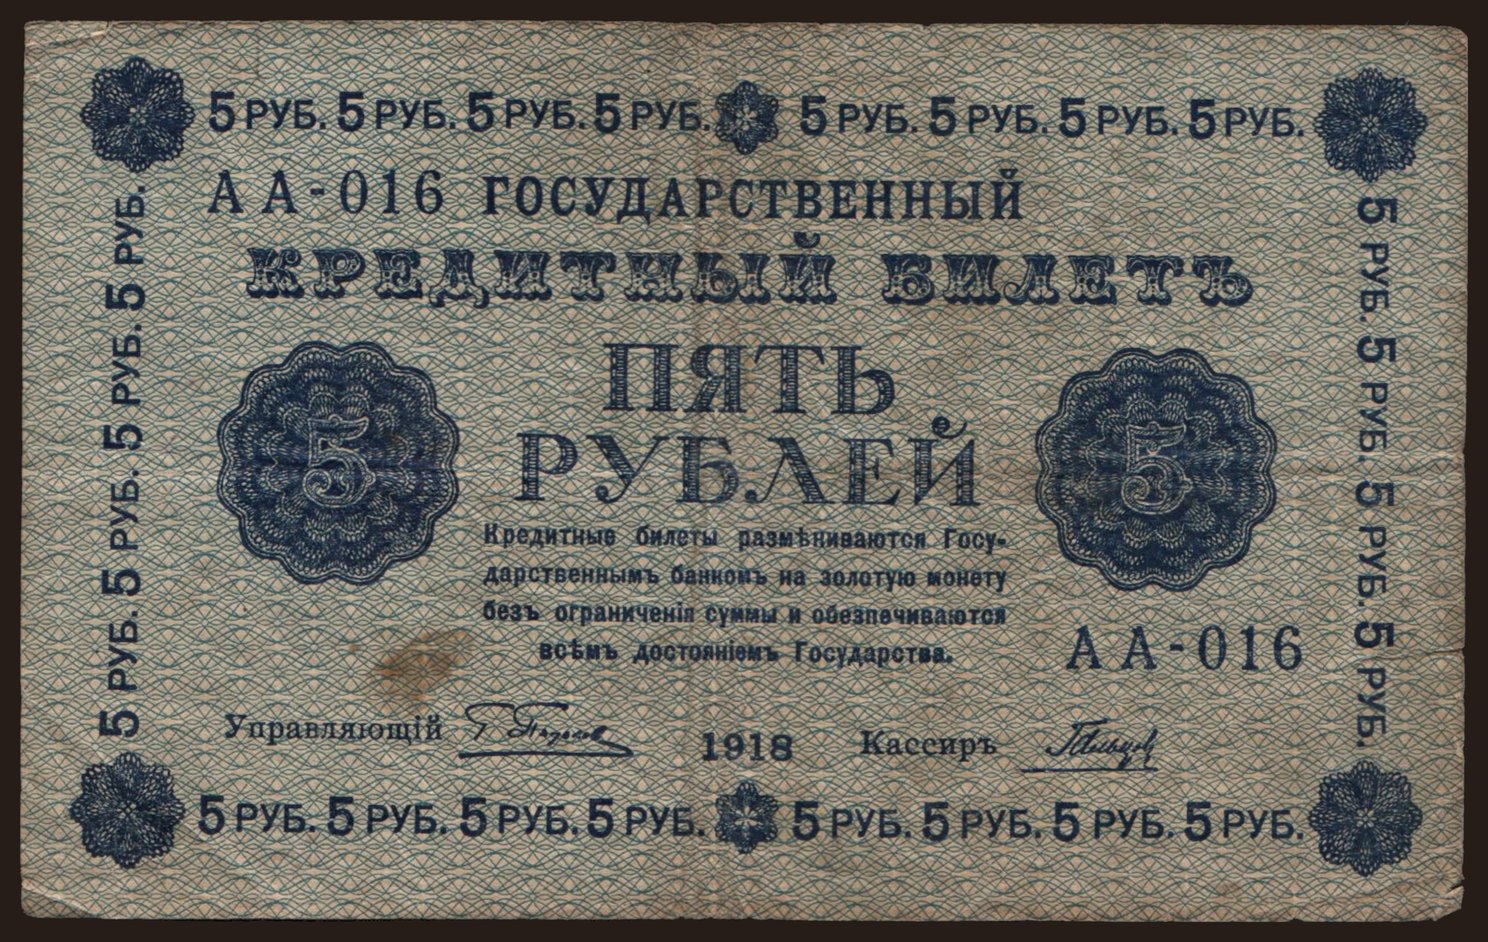 5 РУБ. 5 РУБ. 5 РУБ. 5 РУБ. 5 РУБ. 5 РУБ. 5 РУБ. 5 РУБ.
АА-016 ГОСУДАРСТВЕННЫЙ
КРЕДИТНЫЙ БИЛЕТЪ
5 РУБ. 5 РУБ. 5 РУБ. 5 РУБ.
5
ПЯТЬ
РУБЛЕЙ
5
Кредитные билеты размѣниваются Госу-
дарственнымъ банкомъ на золотую монету
безъ ограниченія суммы и обезпечиваются
всѣмъ достояніемъ Государства.
АА-016
5 РУБ. 5 РУБ. 5 РУБ. 5 РУБ.
Управляющій
1918
Кассиръ
5 РУБ. 5 РУБ. 5 РУБ. 5 РУБ. 5 РУБ. 5 РУБ. 5 РУБ. 5 РУБ.